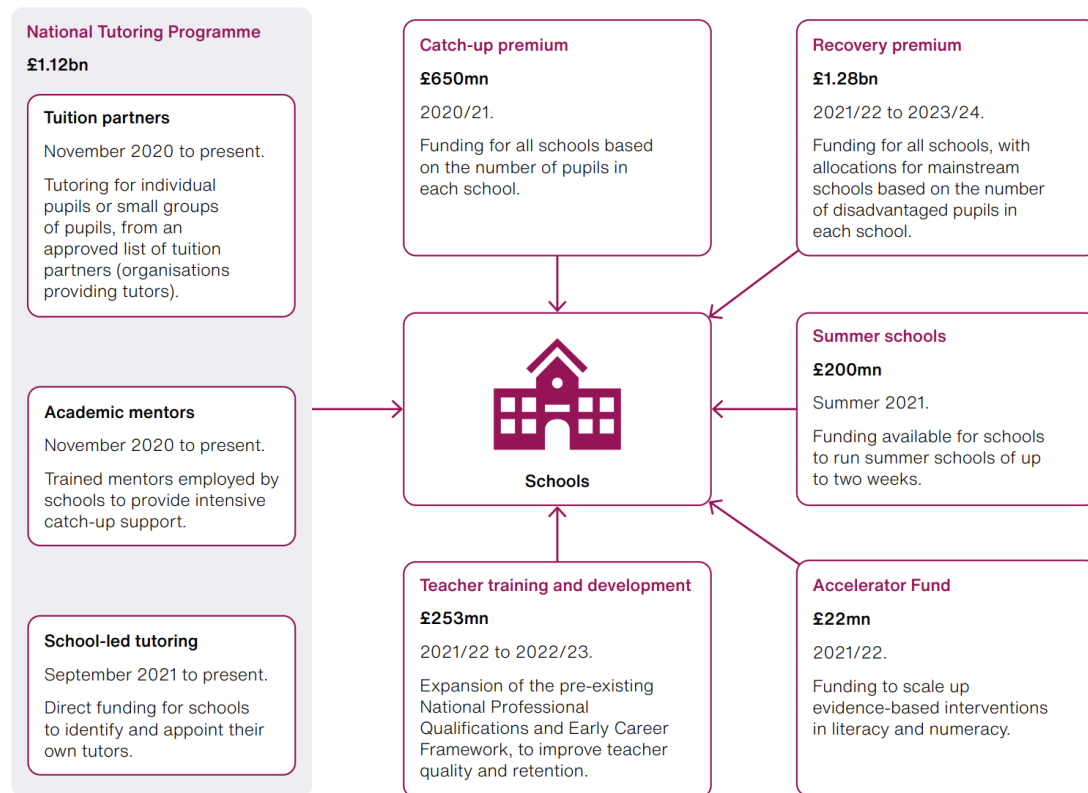 National Tutoring Programme
£1.12bn
Tuition partners
November 2020 to present.
Tutoring for individual
pupils or small groups
of pupils, from an
approved list of tuition
partners (organisations
providing tutors).
Academic mentors
November 2020 to present.
Trained mentors employed by
schools to provide intensive
catch-up support.
School-led tutoring
September 2021 to present.
Direct funding for schools
to identify and appoint their
own tutors.
Catch-up premium
£650mn
2020/21.
Funding for all schools based
on the number of pupils in
each school.
Recovery premium
£1.28bn
2021/22 to 2023/24.
Funding for all schools, with
allocations for mainstream
schools based on the number
of disadvantaged pupils in
each school.
Schools
Summer schools
£200mn
Summer 2021.
Funding available for schools
to run summer schools of up
to two weeks.
Teacher training and development
£253mn
2021/22 to 2022/23.
Expansion of the pre-existing
National Professional
Qualifications and Early Career
Framework, to improve teacher
quality and retention.
Accelerator Fund
£22mn
2021/22.
Funding to scale up
evidence-based interventions
in literacy and numeracy.